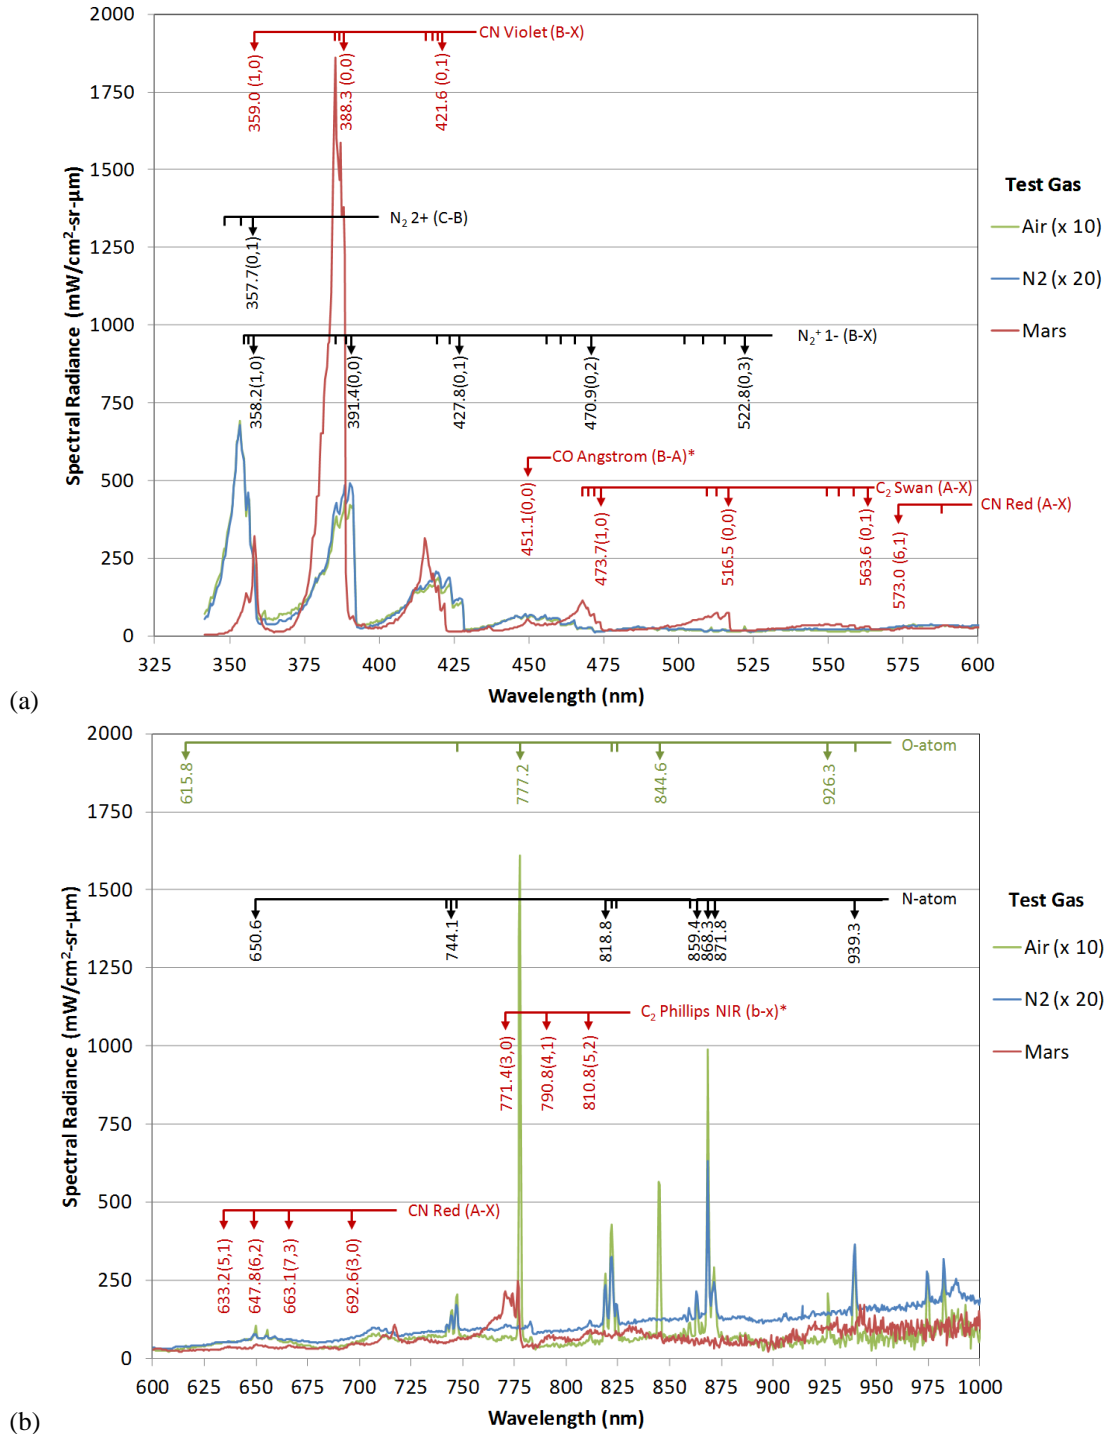 2000
1750
1500
1250
1000
750
500
250
0
Spectral Radiance (mW/cm²-sr-µm)
CN Violet (B-X)
359.0 (1,0)
388.3 (0,0)
421.6 (0,1)
N₂ 2+ (C-B)
357.7(0,1)
N₂⁺ 1- (B-X)
358.2(1,0)
391.4(0,0)
427.8(0,1)
470.9(0,2)
522.8(0,3)
CO Angstrom (B-A)*
451.1(0,0)
C₂ Swan (A-X)
473.7(1,0)
516.5 (0,0)
563.6 (0,1)
CN Red (A-X)
573.0 (6,1)
Test Gas
Air (x 10)
N2 (x 20)
Mars
325 350 375 400 425 450 475 500 525 550 575 600
Wavelength (nm)
(a)
2000
1750
1500
1250
1000
750
500
250
0
Spectral Radiance (mW/cm²-sr-µm)
O-atom
615.8
777.2
844.6
926.3
N-atom
650.6
744.1
818.8
859.4
868.3
871.8
939.3
C₂ Phillips NIR (b-x)*
771.4(3,0)
790.8(4,1)
810.8(5,2)
CN Red (A-X)
633.2(5,1)
647.8(6,2)
663.1(7,3)
692.6(3,0)
Test Gas
Air (x 10)
N2 (x 20)
Mars
600 625 650 675 700 725 750 775 800 825 850 875 900 925 950 975 1000
Wavelength (nm)
(b)